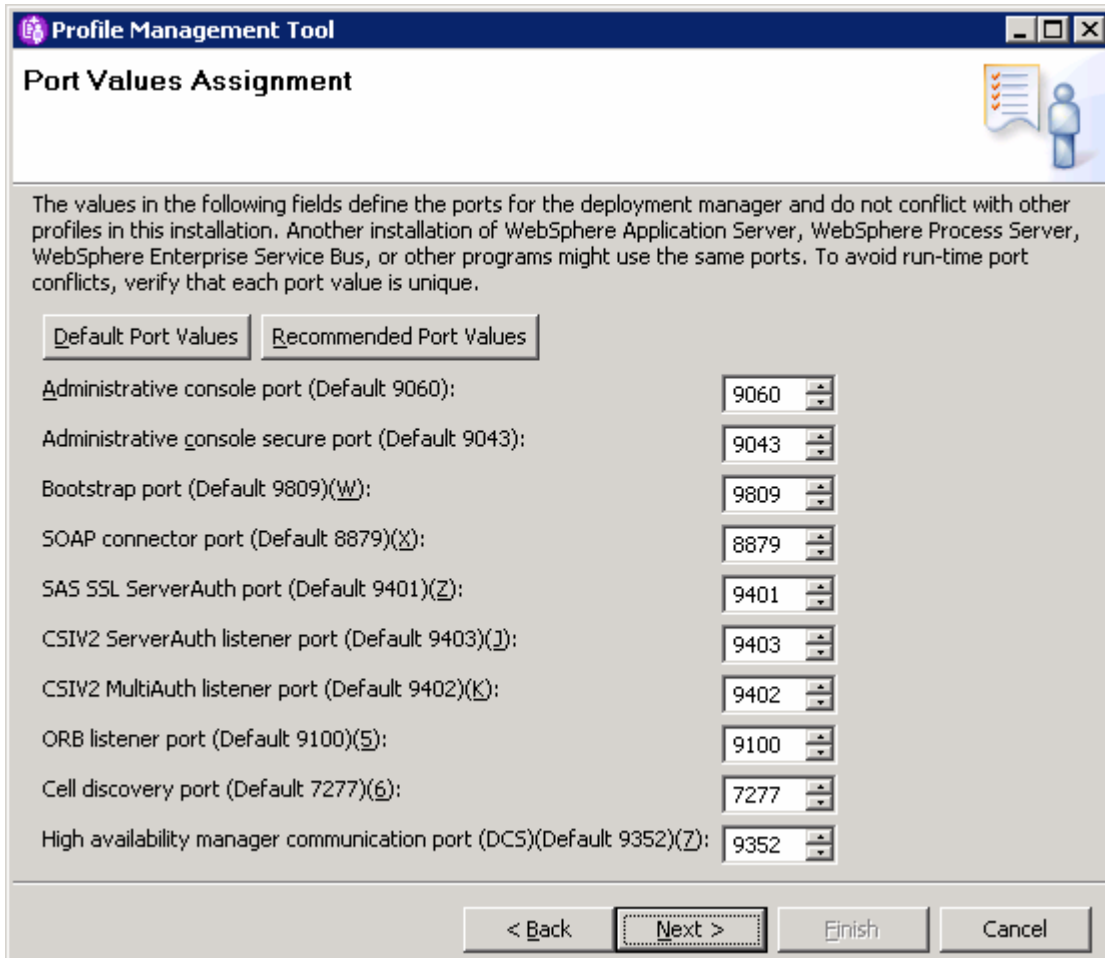 Profile Management Tool
Port Values Assignment
The values in the following fields define the ports for the deployment manager and do not conflict with other
profiles in this installation. Another installation of WebSphere Application Server, WebSphere Process Server,
WebSphere Enterprise Service Bus, or other programs might use the same ports. To avoid run-time port
conflicts, verify that each port value is unique.
Default Port Values Recommended Port Values
Administrative console port (Default 9060): 9060
Administrative console secure port (Default 9043): 9043
Bootstrap port (Default 9809)(W): 9809
SOAP connector port (Default 8879)(X): 8879
SAS SSL ServerAuth port (Default 9401)(Z): 9401
CSIV2 ServerAuth listener port (Default 9403)(J): 9403
CSIV2 MultiAuth listener port (Default 9402)(K): 9402
ORB listener port (Default 9100)(5): 9100
Cell discovery port (Default 7277)(6): 7277
High availability manager communication port (DCS)(Default 9352)(7): 9352
< Back Next > Finish Cancel